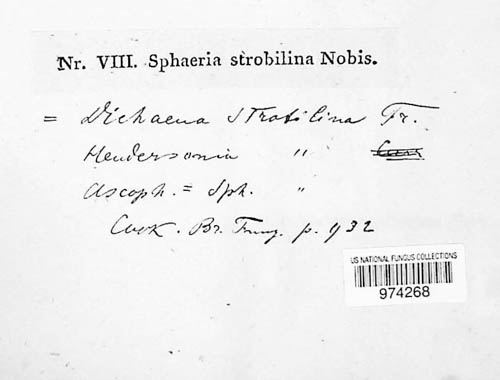 Nr. VIII. Sphaeria strobilina Nobis.
= Dichaena strobilina Fr.
Hendersonia "
Ascoph. = Sph. "
Cook. Br. Fung. p. 932
US NATIONAL FUNGUS COLLECTIONS
974268